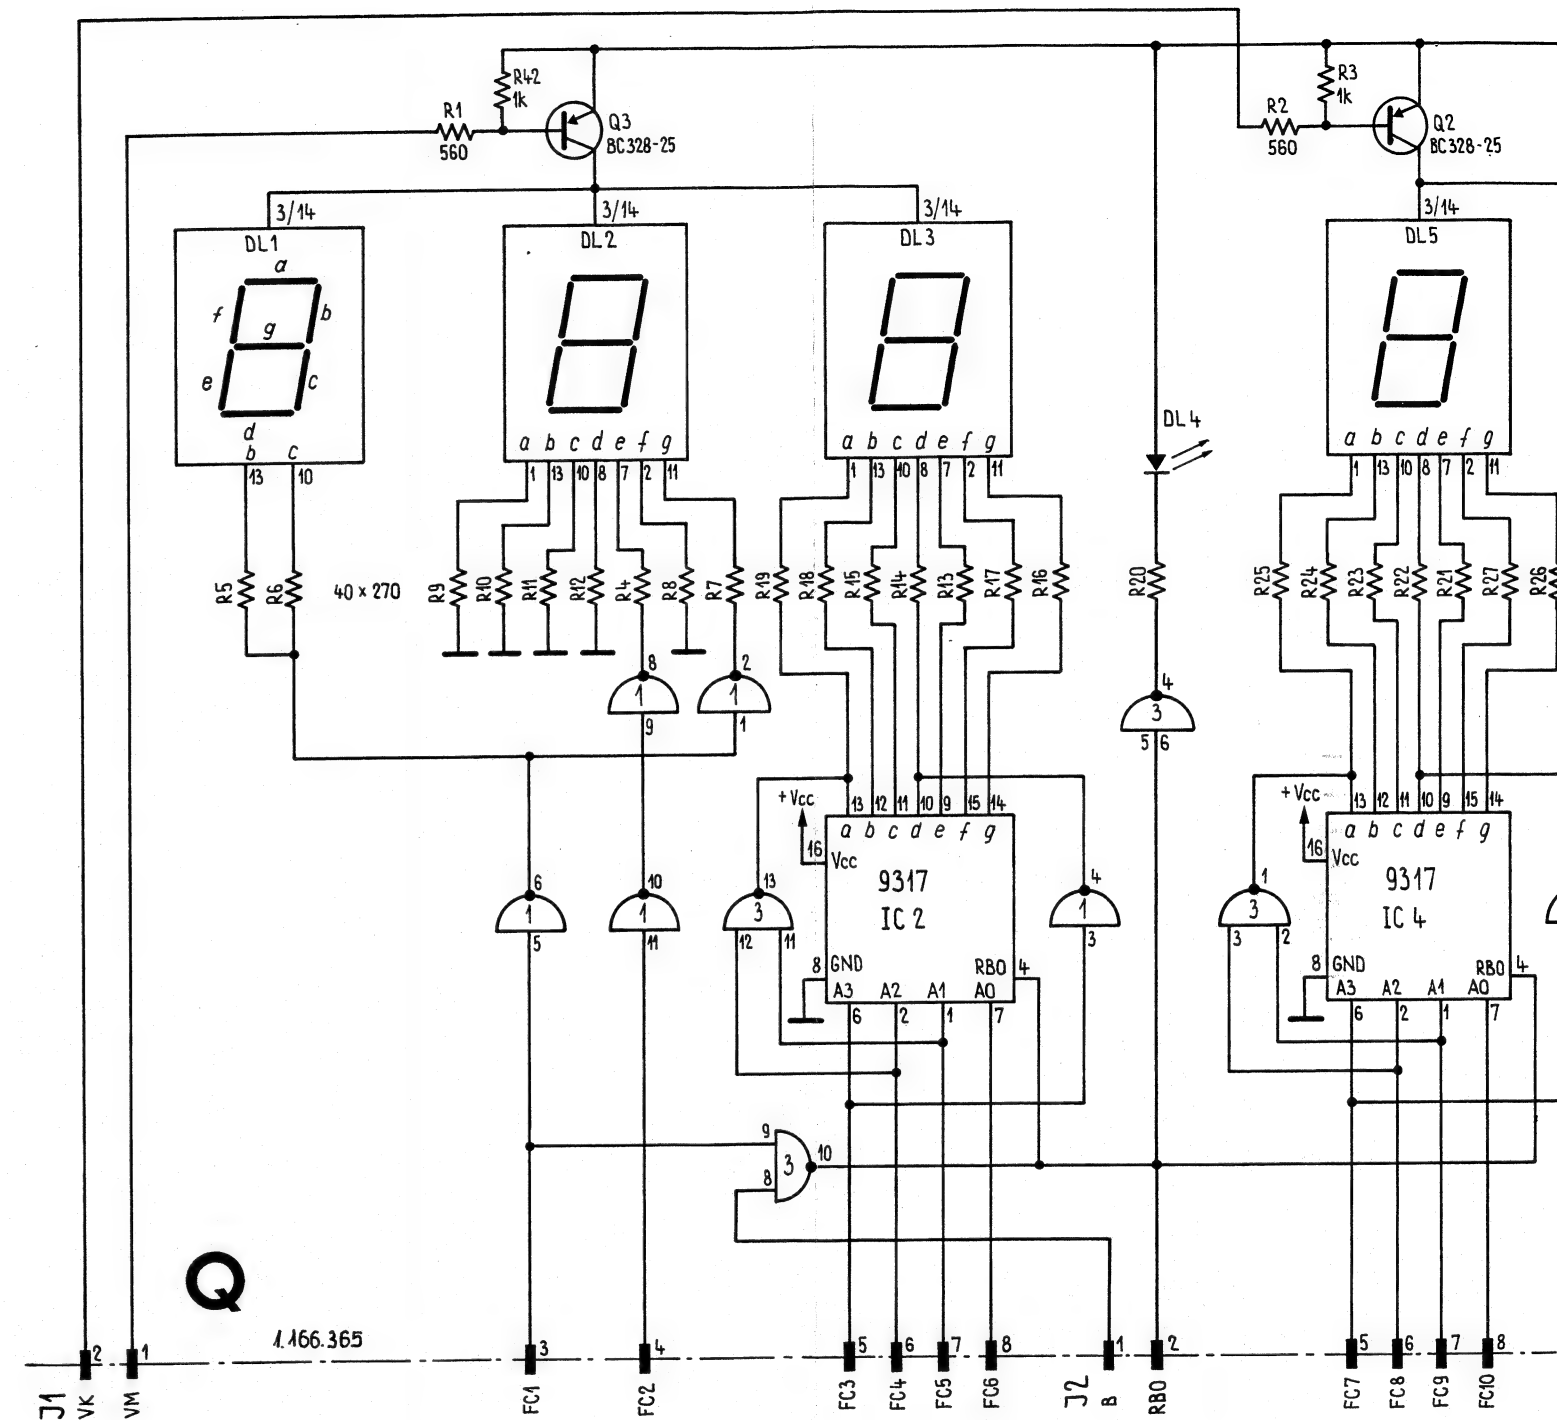 R42
1k
R3
1k
R1
560
Q3
BC328-25
R2
560
Q2
BC328-25
3/14
3/14
3/14
3/14
DL1
DL2
DL3
DL5
a
f
b
g
e
c
d
b c
13 10
a b c d e f g
1 13 10 8 7 2 11
a b c d e f g
1 13 10 8 7 2 11
DL4
a b c d e f g
1 13 10 8 7 2 11
R5
R6
40 x 270
R9
R10
R11
R12
R4
R8
R7
R19
R18
R15
R14
R13
R17
R16
R20
R25
R24
R23
R22
R21
R27
R26
8
1
9
2
1
1
4
3
5 6
+Vcc
13 12 11 10 9 15 14
a b c d e f g
16
Vcc
9317
IC 2
8
GND
RBO
4
A3 A2 A1 A0
6 2 1 7
+Vcc
13 12 11 10 9 15 14
a b c d e f g
16
Vcc
9317
IC 4
8
GND
RBO
4
A3 A2 A1 A0
6 2 1 7
6
1
5
10
1
11
13
3
12 11
4
1
3
1
3
3 2
9
8
3
10
Q
1.166.365
2
1
3
4
5
6
7
8
1
2
5
6
7
8
J1
VK
VM
FC1
FC2
FC3
FC4
FC5
FC6
J2
B
RBO
FC7
FC8
FC9
FC10